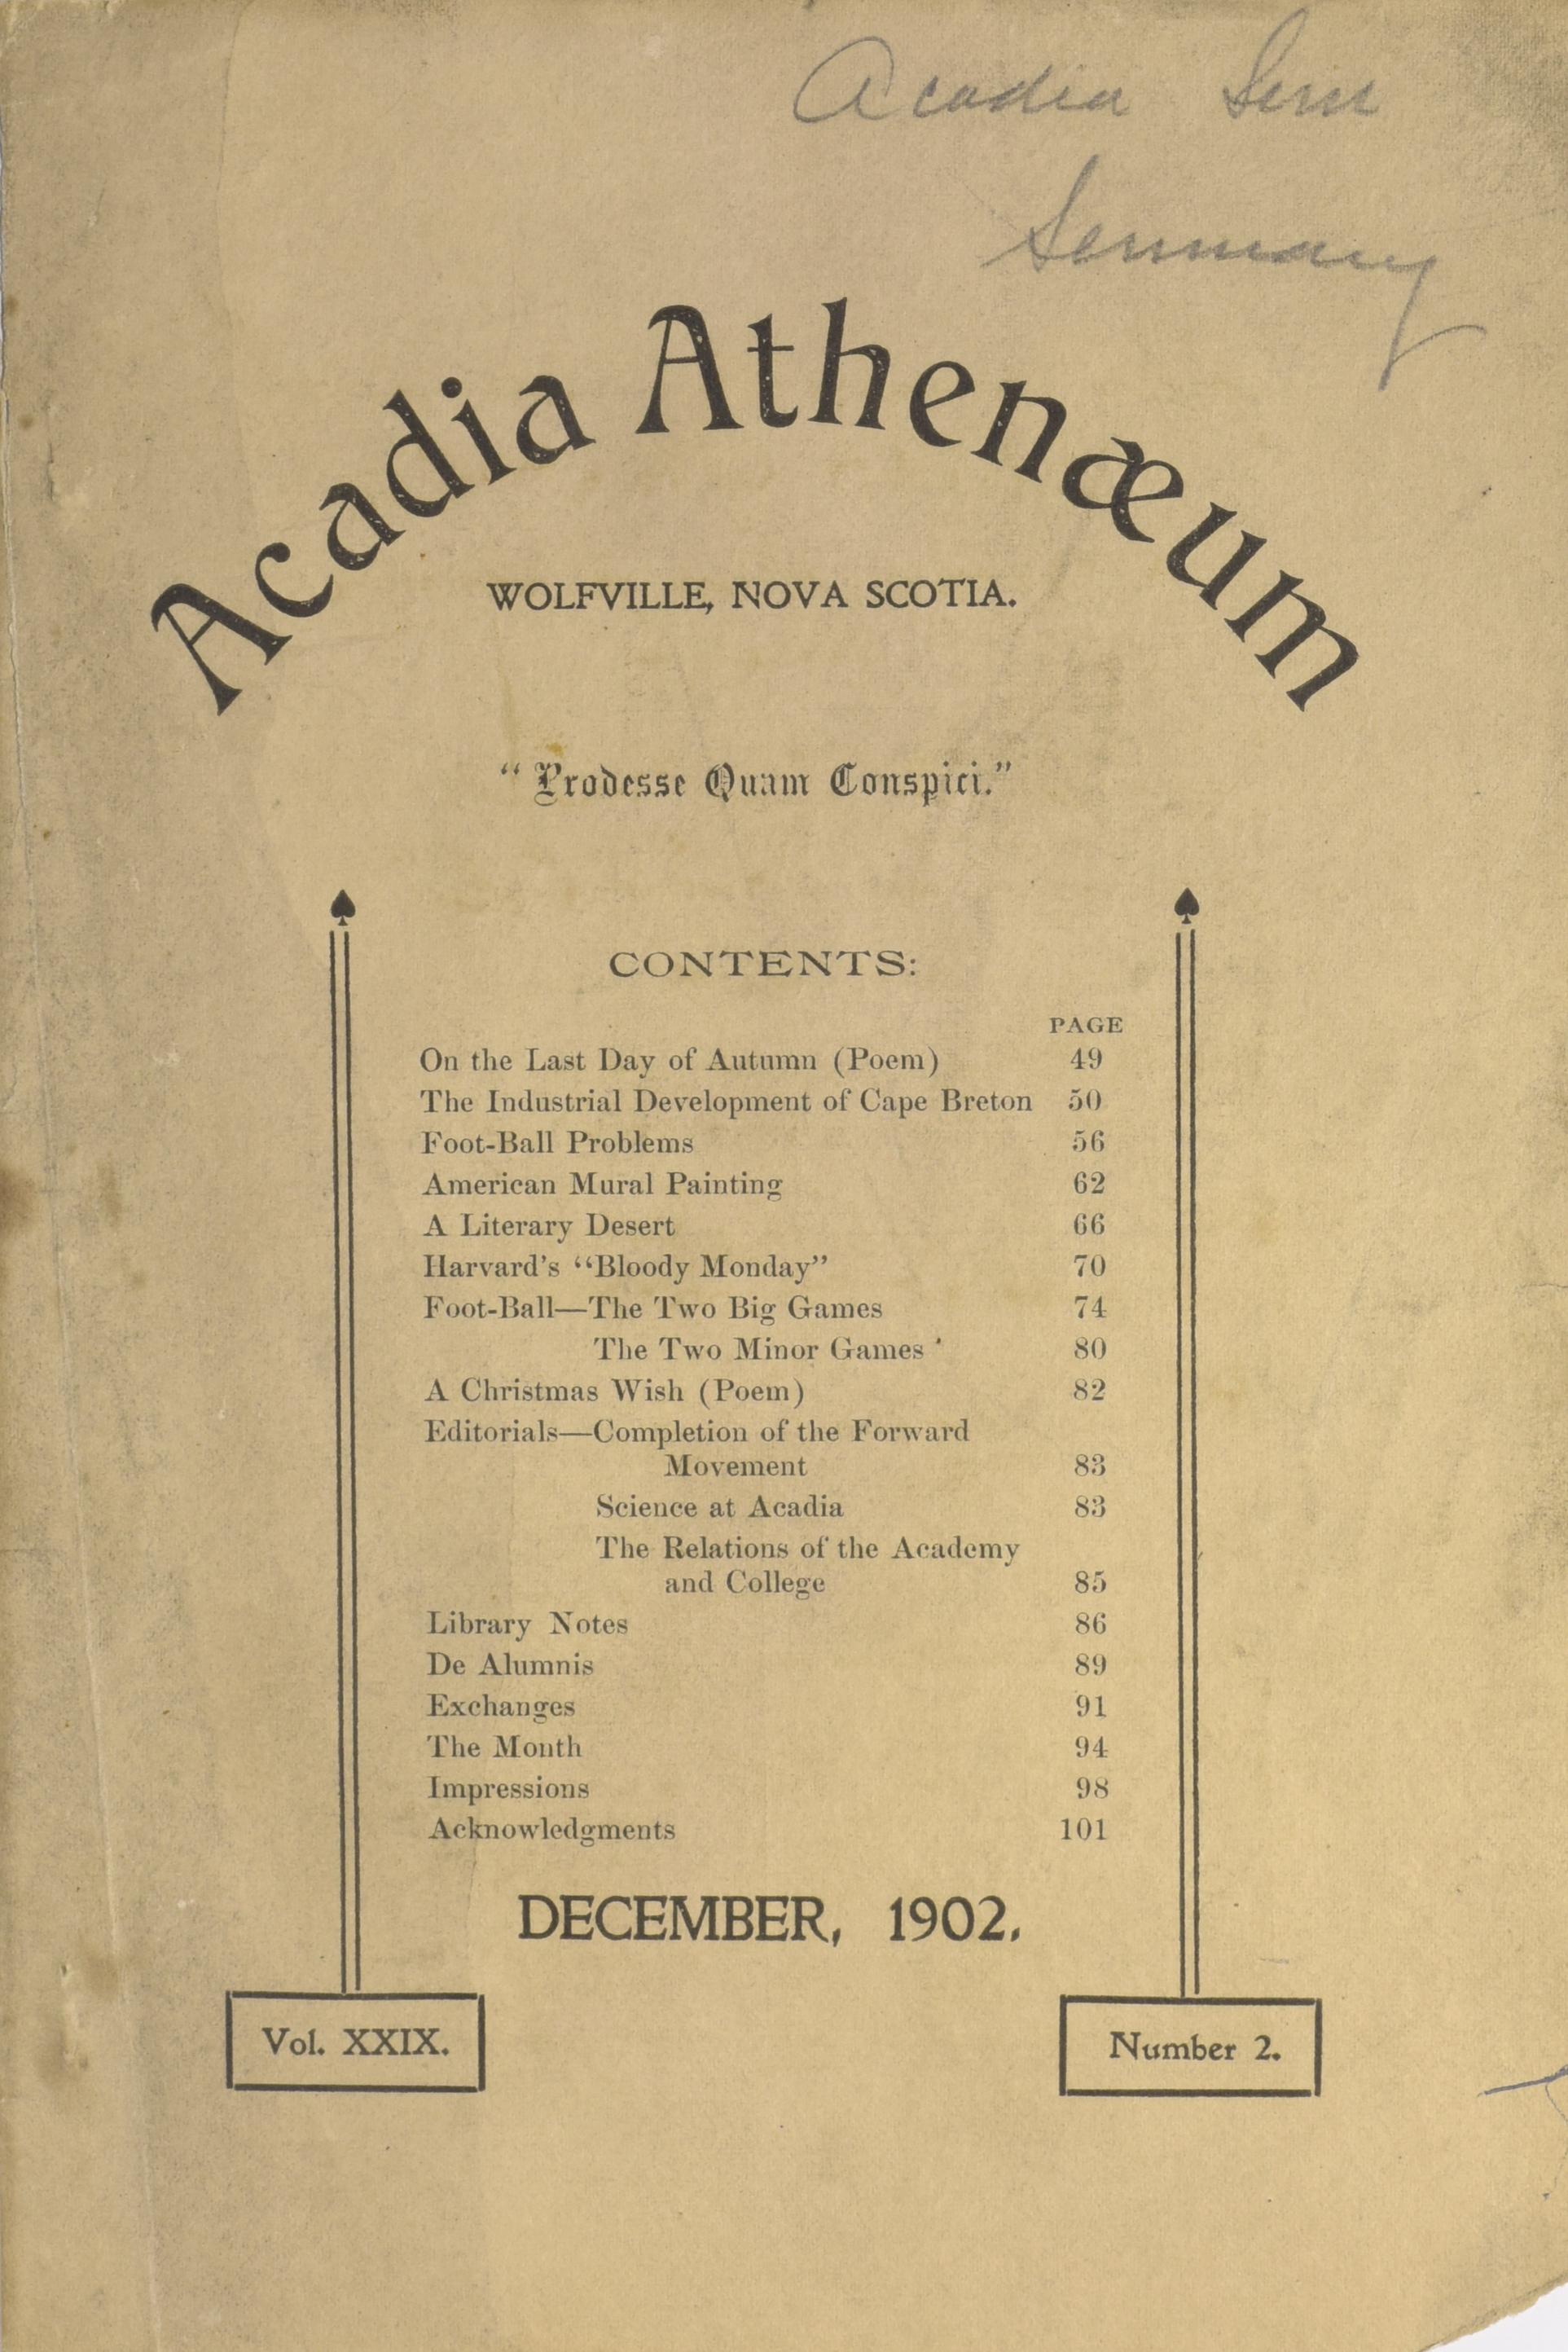 Acadia Sem
Seminary
Acadia Athenæum
WOLFVILLE, NOVA SCOTIA.
“ Prodesse Quam Conspici.”
CONTENTS:
PAGE
On the Last Day of Autumn (Poem) 49
The Industrial Development of Cape Breton 50
Foot-Ball Problems 56
American Mural Painting 62
A Literary Desert 66
Harvard's “Bloody Monday” 70
Foot-Ball—The Two Big Games 74
The Two Minor Games 80
A Christmas Wish (Poem) 82
Editorials—Completion of the Forward
Movement 83
Science at Acadia 83
The Relations of the Academy
and College 85
Library Notes 86
De Alumnis 89
Exchanges 91
The Month 94
Impressions 98
Acknowledgments 101
DECEMBER, 1902.
Vol. XXIX.
Number 2.